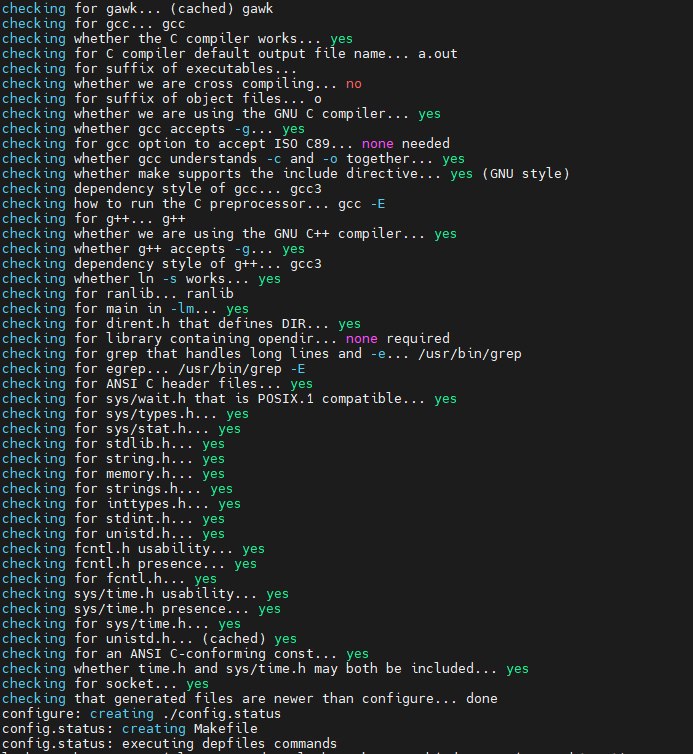 checking for gawk... (cached) gawk
checking for gcc... gcc
checking whether the C compiler works... yes
checking for C compiler default output file name... a.out
checking for suffix of executables...
checking whether we are cross compiling... no
checking for suffix of object files... o
checking whether we are using the GNU C compiler... yes
checking whether gcc accepts -g... yes
checking for gcc option to accept ISO C89... none needed
checking whether gcc understands -c and -o together... yes
checking whether make supports the include directive... yes (GNU style)
checking dependency style of gcc... gcc3
checking how to run the C preprocessor... gcc -E
checking for g++... g++
checking whether we are using the GNU C++ compiler... yes
checking whether g++ accepts -g... yes
checking dependency style of g++... gcc3
checking whether ln -s works... yes
checking for ranlib... ranlib
checking for main in -lm... yes
checking for dirent.h that defines DIR... yes
checking for library containing opendir... none required
checking for grep that handles long lines and -e... /usr/bin/grep
checking for egrep... /usr/bin/grep -E
checking for ANSI C header files... yes
checking for sys/wait.h that is POSIX.1 compatible... yes
checking for sys/types.h... yes
checking for sys/stat.h... yes
checking for stdlib.h... yes
checking for string.h... yes
checking for memory.h... yes
checking for strings.h... yes
checking for inttypes.h... yes
checking for stdint.h... yes
checking for unistd.h... yes
checking fcntl.h usability... yes
checking fcntl.h presence... yes
checking for fcntl.h... yes
checking sys/time.h usability... yes
checking sys/time.h presence... yes
checking for sys/time.h... yes
checking for unistd.h... (cached) yes
checking for an ANSI C-conforming const... yes
checking whether time.h and sys/time.h may both be included... yes
checking for socket... yes
checking that generated files are newer than configure... done
configure: creating ./config.status
config.status: creating Makefile
config.status: executing depfiles commands